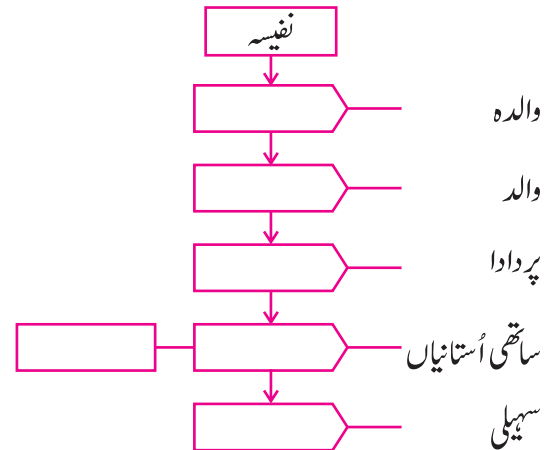 نفیسہ
والدہ
والد
پردادا
ساتھی اُستانیاں
سہیلی